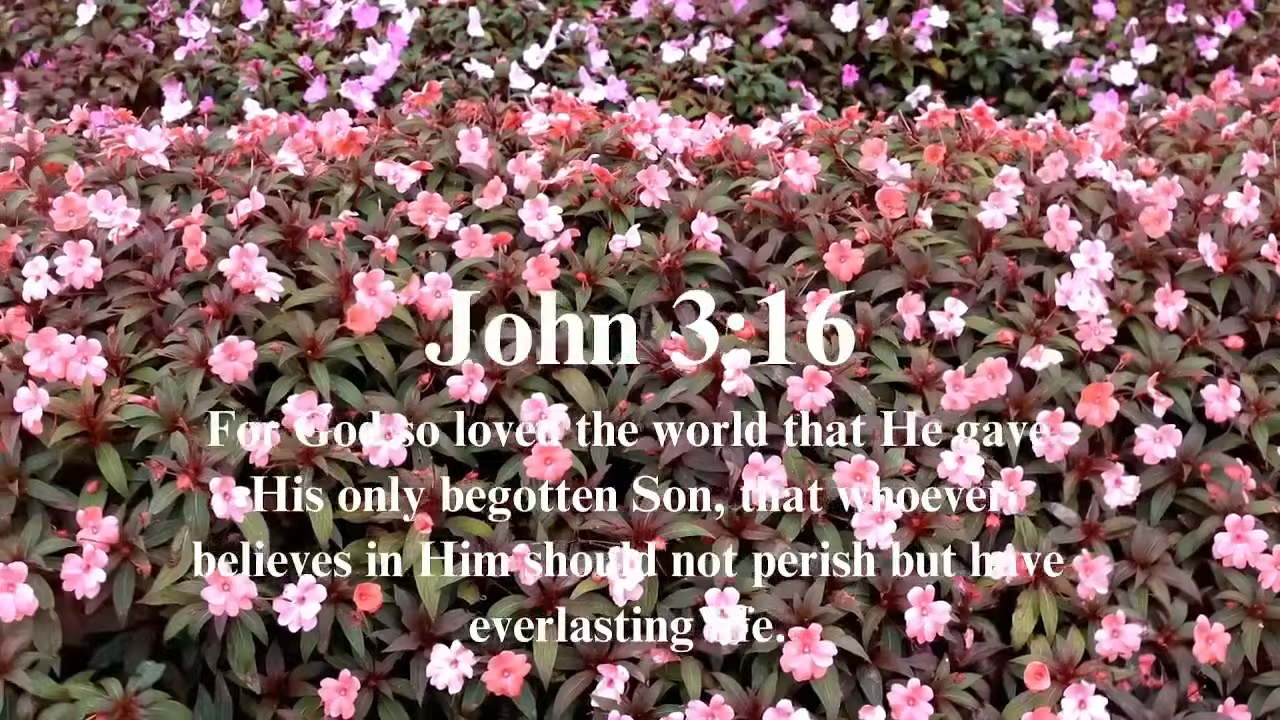 John 3:16
For God so loved the world that He gave
His only begotten Son, that whoever
believes in Him should not perish but have
everlasting life.